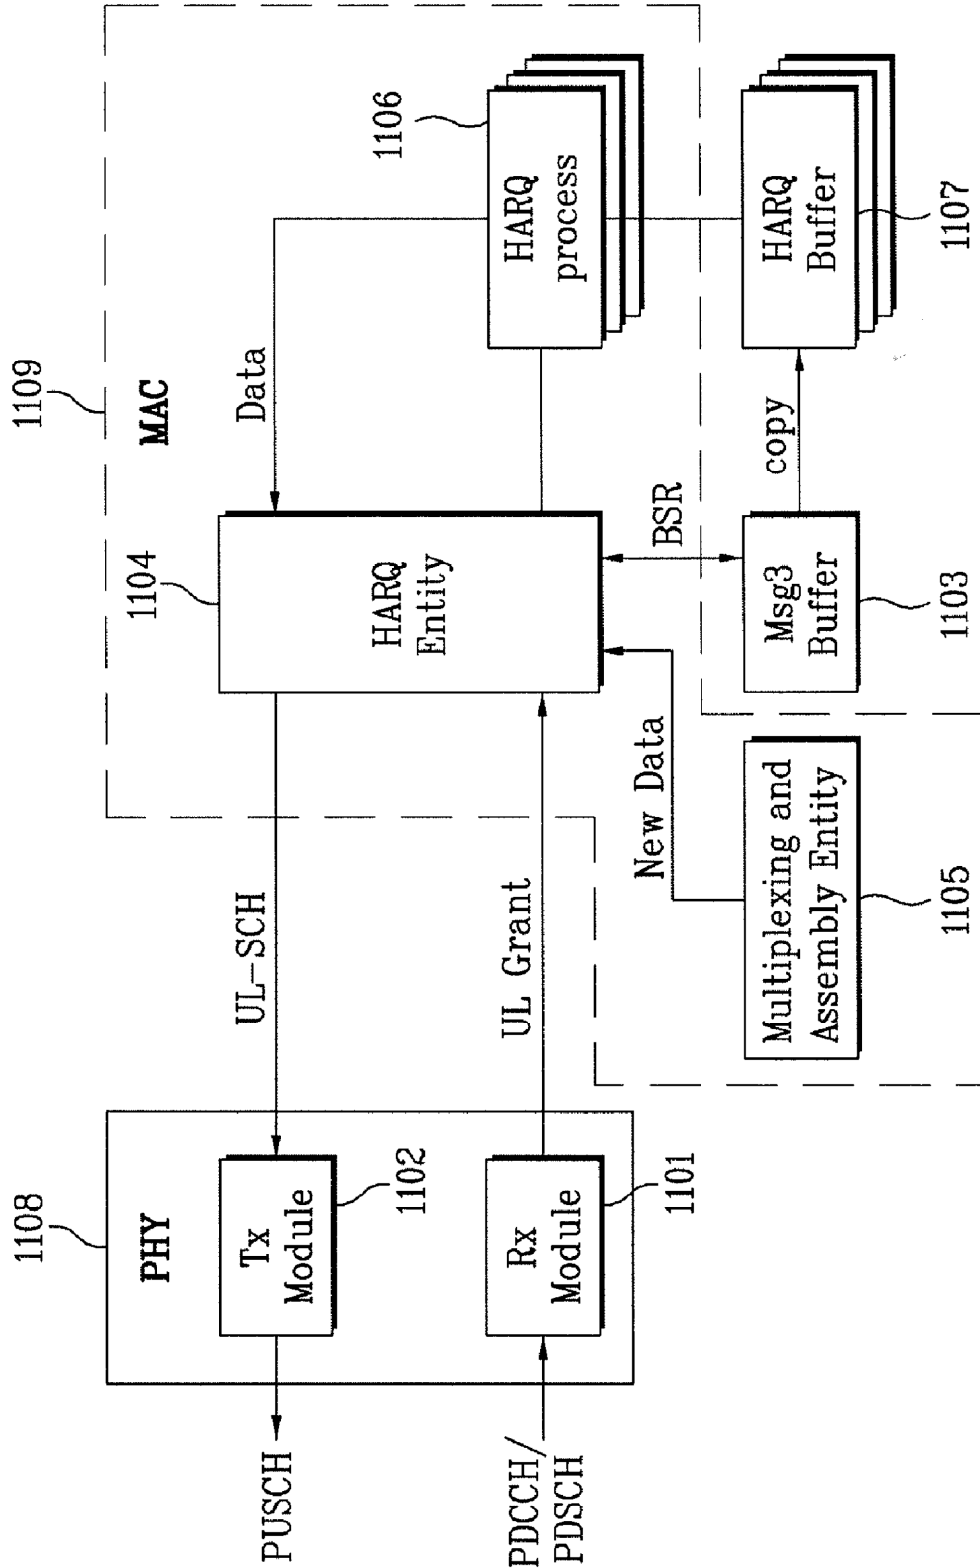 1108
PHY
PUSCH
Tx
Module
1102
PDCCH/
PDSCH
Rx
Module
1101
UL-SCH
UL Grant
1109
MAC
1104
HARQ
Entity
Data
1106
HARQ
process
New Data
BSR
Multiplexing and
Assembly Entity
1105
Msg3
Buffer
1103
copy
HARQ
Buffer
1107